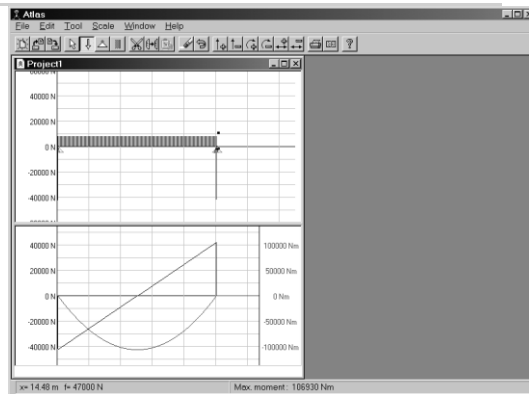 Atlas
File Edit Tool Scale Window Help
Project1
60000 N
40000 N
20000 N
0 N
-20000 N
-40000 N
40000 N
20000 N
0 N
-20000 N
-40000 N
100000 Nm
50000 Nm
0 Nm
-50000 Nm
-100000 Nm
x= 14.48 m f= 47000 N
Max. moment : 106930 Nm